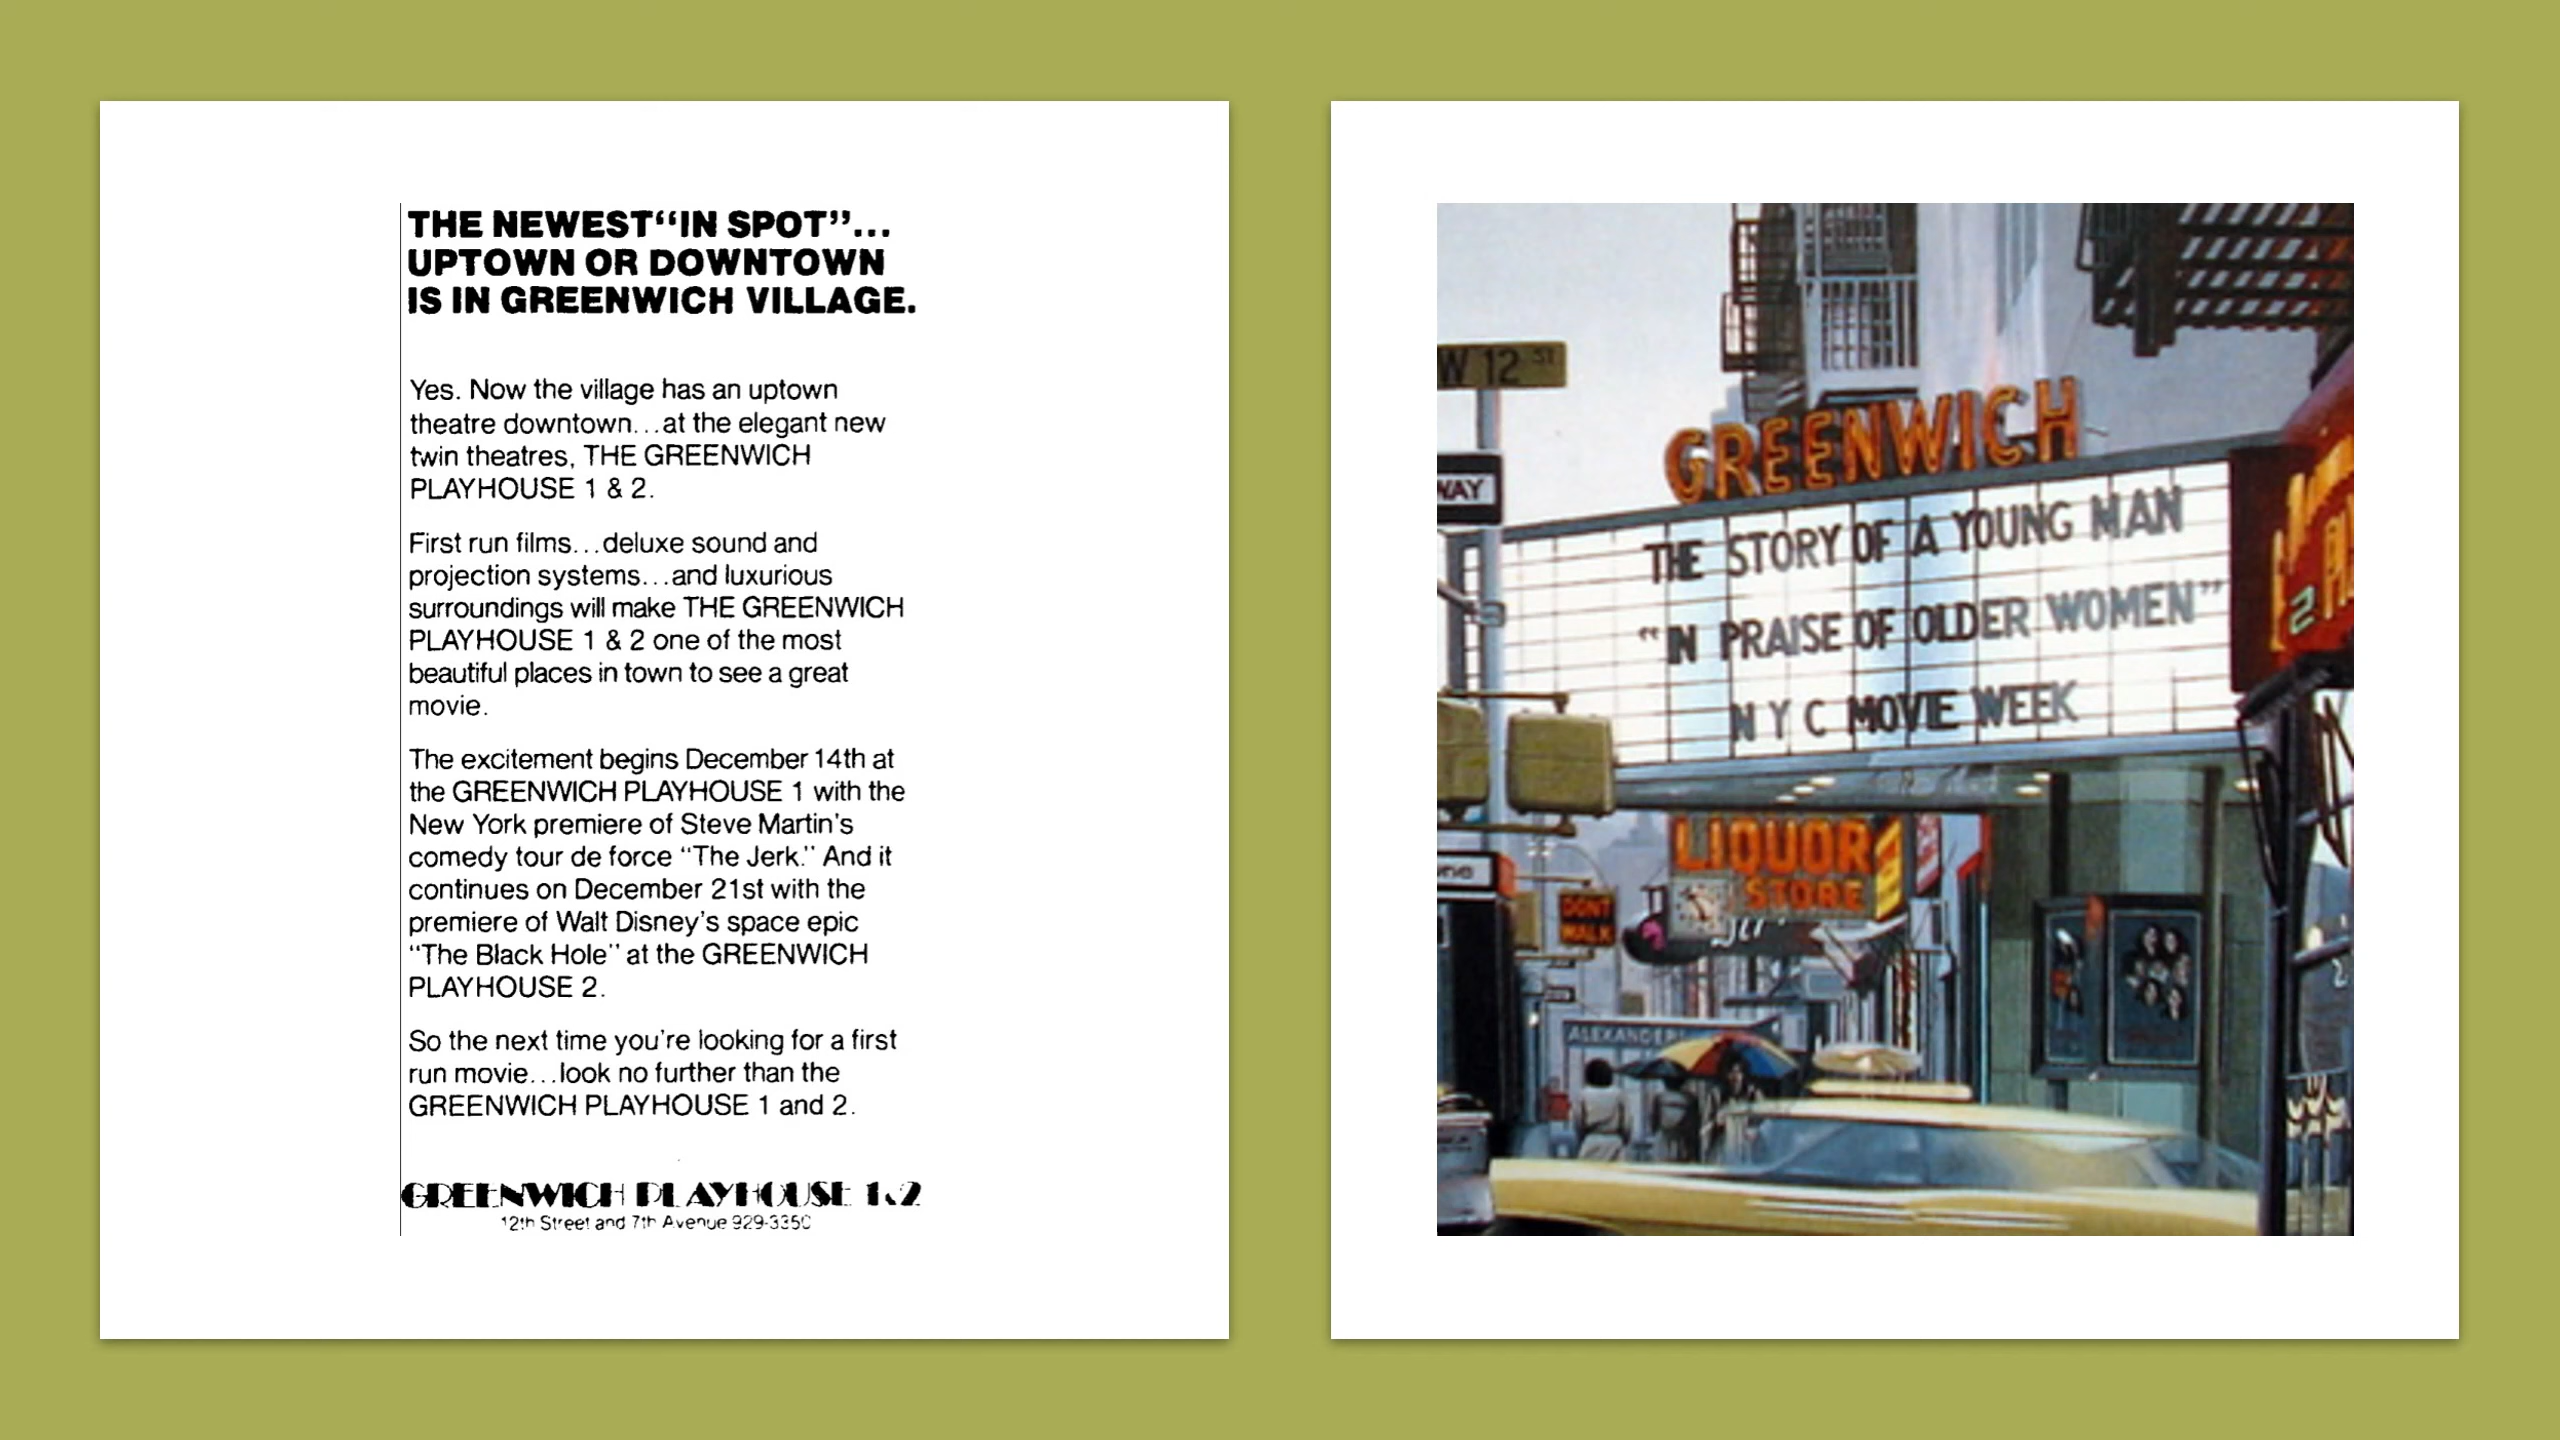 THE NEWEST“IN SPOT”...
UPTOWN OR DOWNTOWN
IS IN GREENWICH VILLAGE.
Yes. Now the village has an uptown
theatre downtown...at the elegant new
twin theatres, THE GREENWICH
PLAYHOUSE 1 & 2.
First run films...deluxe sound and
projection systems...and luxurious
surroundings will make THE GREENWICH
PLAYHOUSE 1 & 2 one of the most
beautiful places in town to see a great
movie.
The excitement begins December 14th at
the GREENWICH PLAYHOUSE 1 with the
New York premiere of Steve Martin's
comedy tour de force “The Jerk.” And it
continues on December 21st with the
premiere of Walt Disney's space epic
“The Black Hole” at the GREENWICH
PLAYHOUSE 2.
So the next time you're looking for a first
run movie...look no further than the
GREENWICH PLAYHOUSE 1 and 2.
GREENWICH PLAYHOUSE 1&2
12th Street and 7th Avenue 929-3350
W 12 ST
WAY
GREENWICH
THE STORY OF A YOUNG MAN
“IN PRAISE OF OLDER WOMEN”
N Y C MOVIE WEEK
LIQUOR
STORE
DONT
WALK